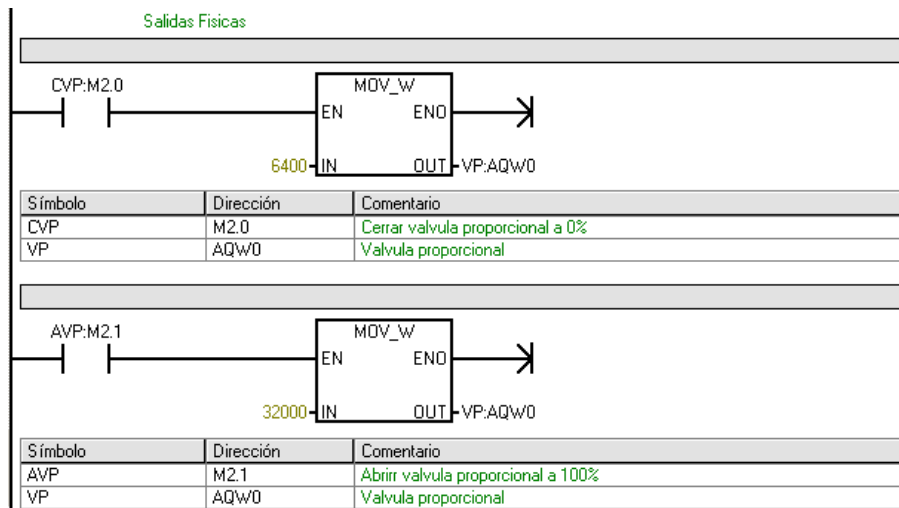 Salidas Fisicas
CVP:M2.0
MOV_W
EN ENO
6400 IN OUT VP:AQW0
Símbolo Dirección Comentario
CVP M2.0 Cerrar valvula proporcional a 0%
VP AQW0 Valvula proporcional
AVP:M2.1
MOV_W
EN ENO
32000 IN OUT VP:AQW0
Símbolo Dirección Comentario
AVP M2.1 Abrirr valvula proporcional a 100%
VP AQW0 Valvula proporcional